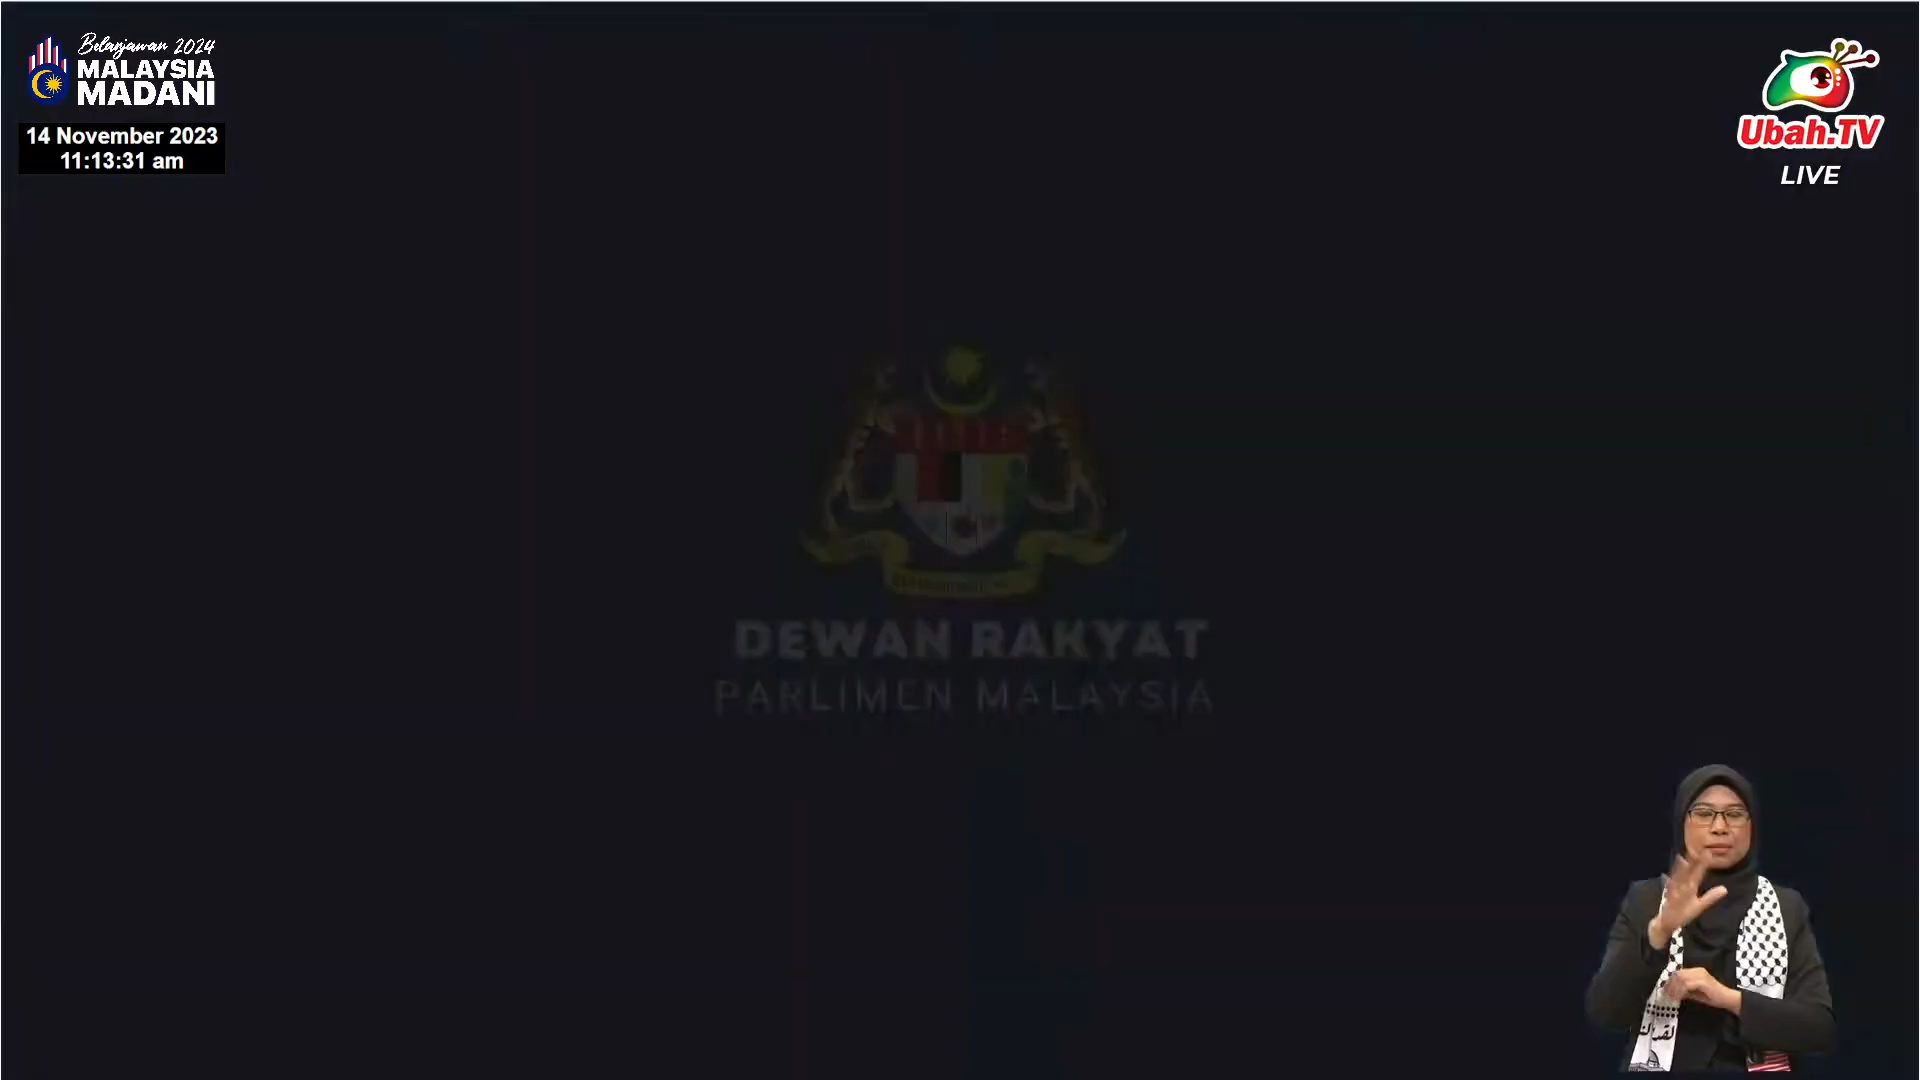 Belanjawan 2024
MALAYSIA
MADANI
14 November 2023
11:13:31 am
Ubah.TV
LIVE
DEWAN RAKYAT
PARLIMEN MALAYSIA